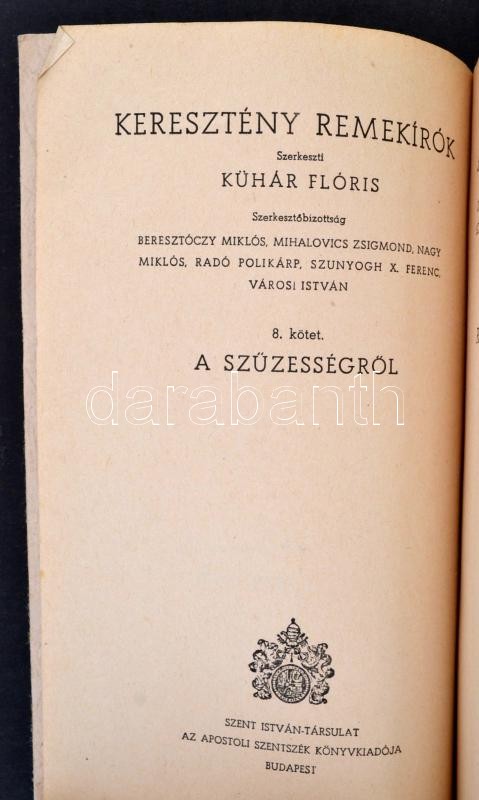 KERESZTÉNY REMEKÍRÓK
Szerkeszti
KÜHÁR FLÓRIS
Szerkesztőbizottság
BERESZTÓCZY MIKLÓS, MIHALOVICS ZSIGMOND, NAGY
MIKLÓS, RADÓ POLIKÁRP, SZUNYOGH X. FERENC,
VÁROSI ISTVÁN
8. kötet.
A SZŰZESSÉGRŐL
darabanth
SZENT ISTVÁN-TÁRSULAT
AZ APOSTOLI SZENTSZÉK KÖNYVKIADÓJA
BUDAPEST